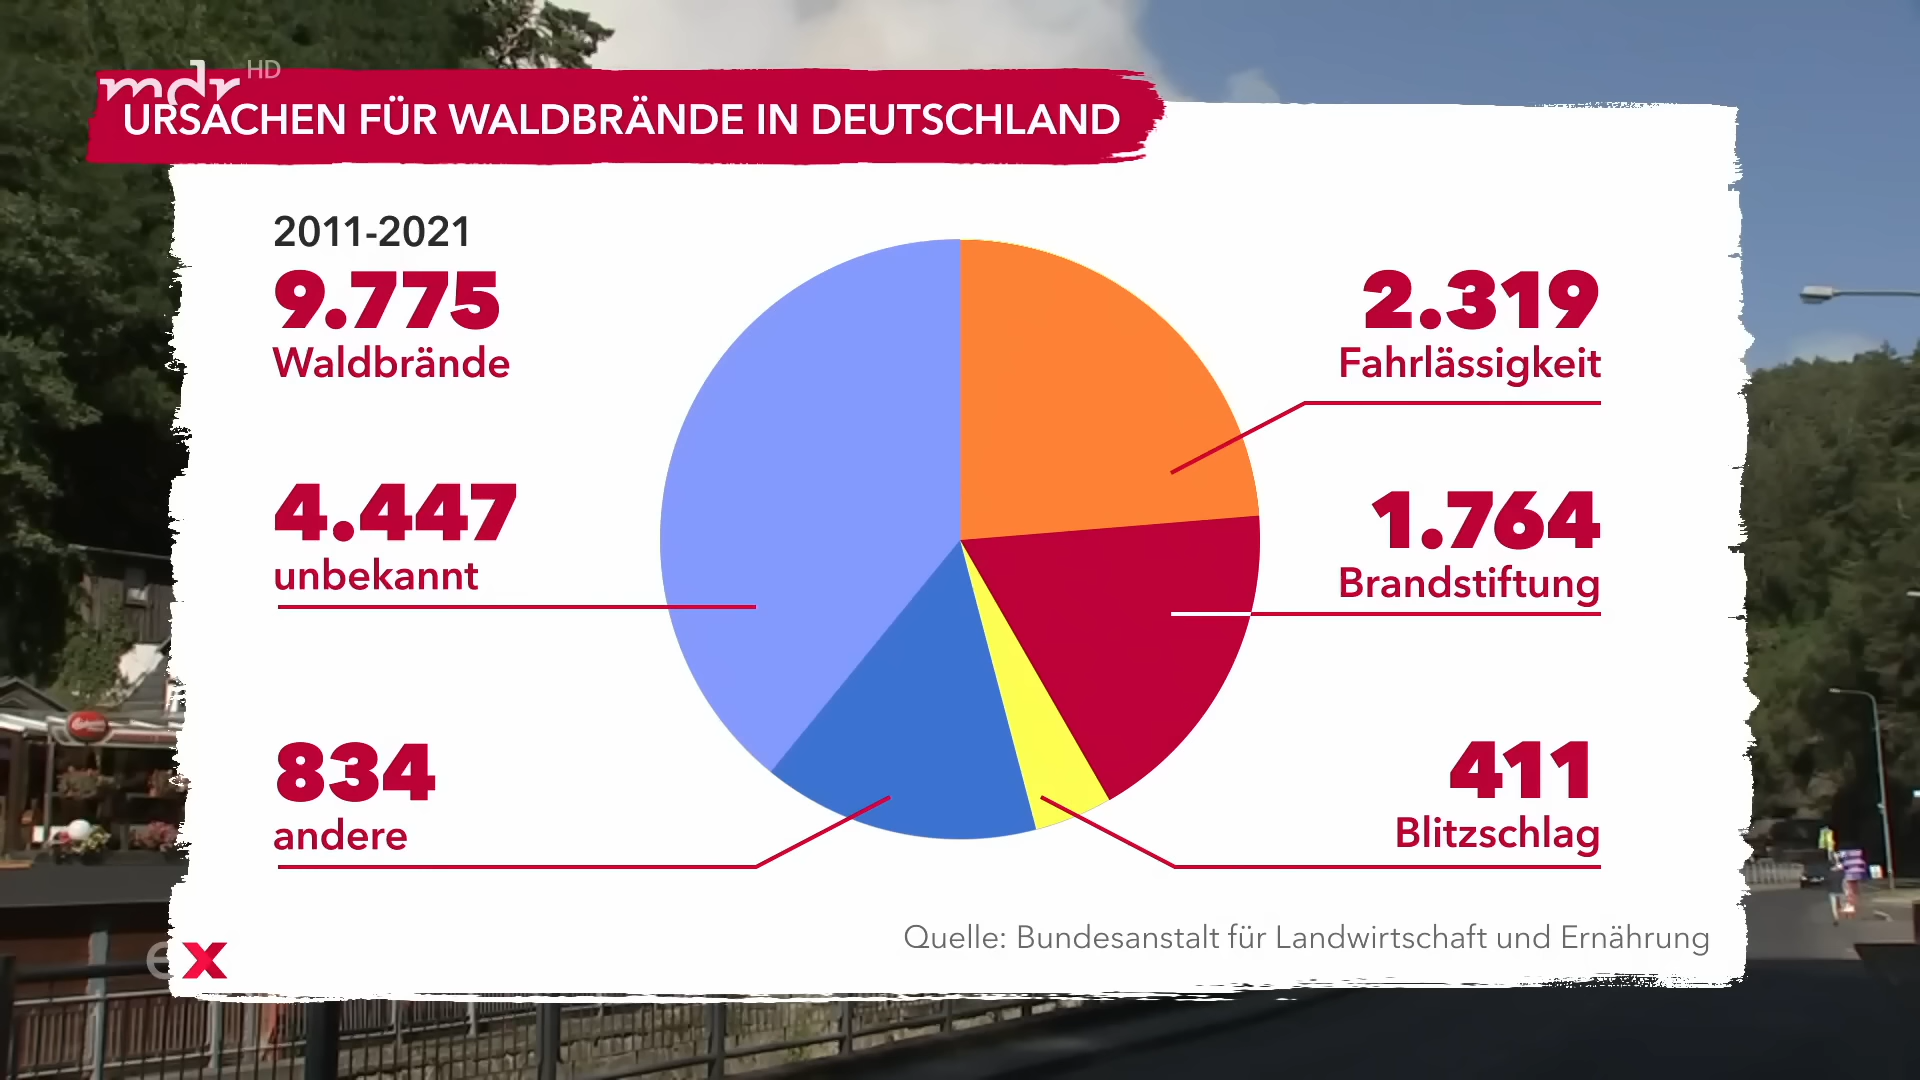 mdr HD
URSACHEN FÜR WALDBRÄNDE IN DEUTSCHLAND
2011-2021
9.775
Waldbrände
4.447
unbekannt
834
andere
2.319
Fahrlässigkeit
1.764
Brandstiftung
411
Blitzschlag
Quelle: Bundesanstalt für Landwirtschaft und Ernährung
ex